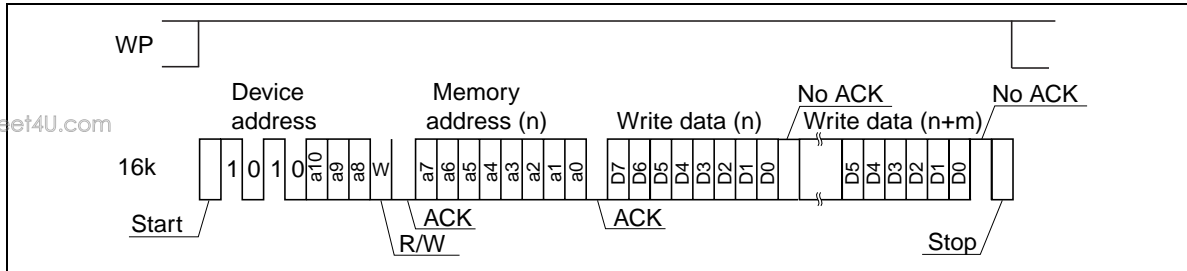 WP
Device
address
Memory
address (n)
Write data (n)
No ACK
Write data (n+m)
No ACK
eet4U.com
16k
1 0 1 0 a10 a9 a8 W a7 a6 a5 a4 a3 a2 a1 a0 D7 D6 D5 D4 D3 D2 D1 D0 D5 D4 D3 D2 D1 D0
Start
ACK
R/W
ACK
Stop